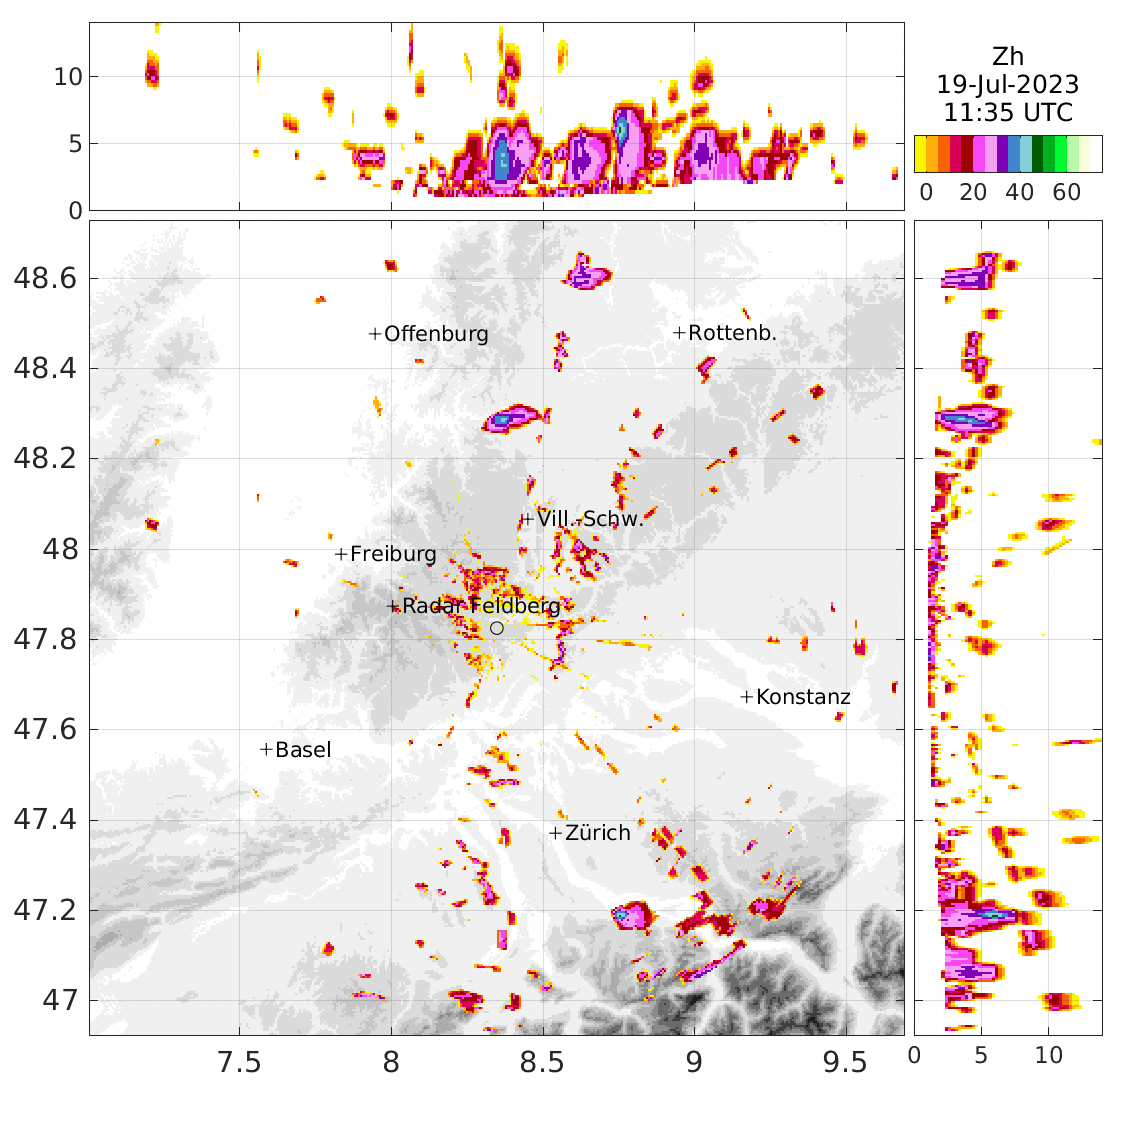 10
5
0
Zh
19-Jul-2023
11:35 UTC
0 20 40 60
48.6
48.4
48.2
48
47.8
47.6
47.4
47.2
47
+Offenburg
+Rottenb.
+Vill.-Schw.
+Freiburg
+Radar Feldberg
+Konstanz
+Basel
+Zürich
7.5 8 8.5 9 9.5
0 5 10